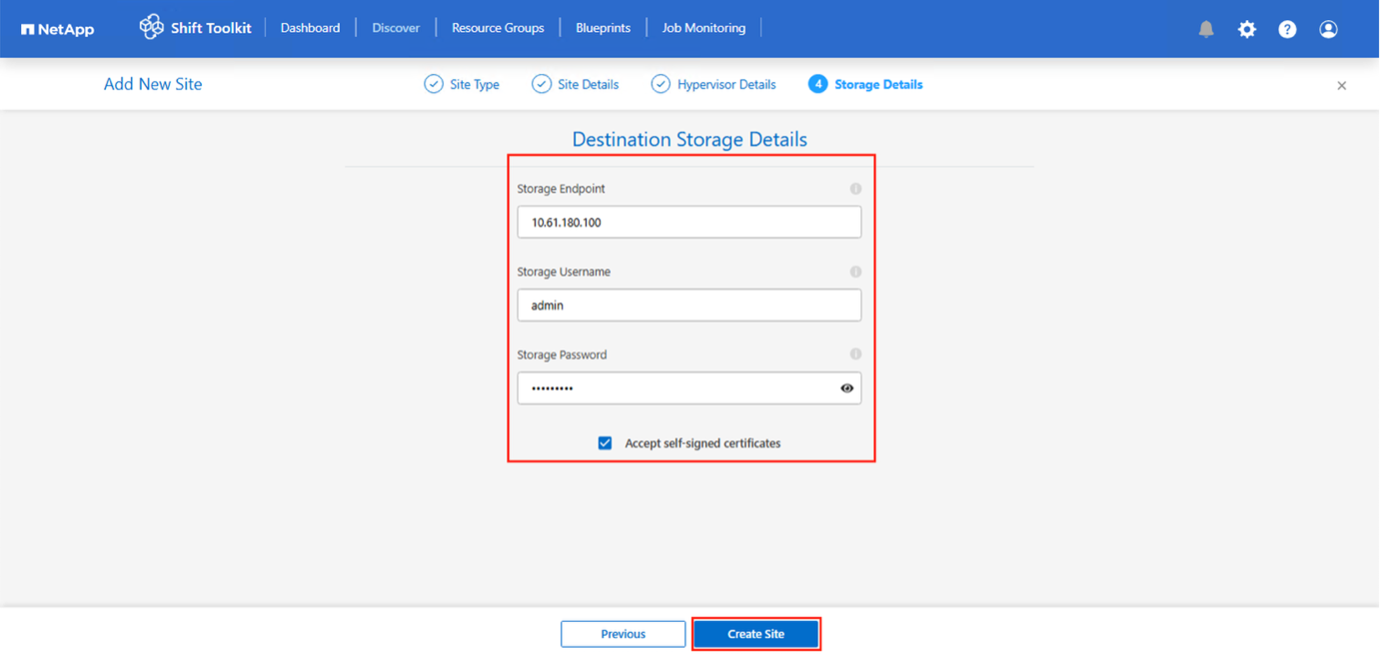 NetApp Shift Toolkit Dashboard Discover Resource Groups Blueprints Job Monitoring ?
Add New Site Site Type Site Details Hypervisor Details 4 Storage Details
Destination Storage Details
Storage Endpoint
10.61.180.100
Storage Username
admin
Storage Password
•••••••••
Accept self-signed certificates
Previous Create Site